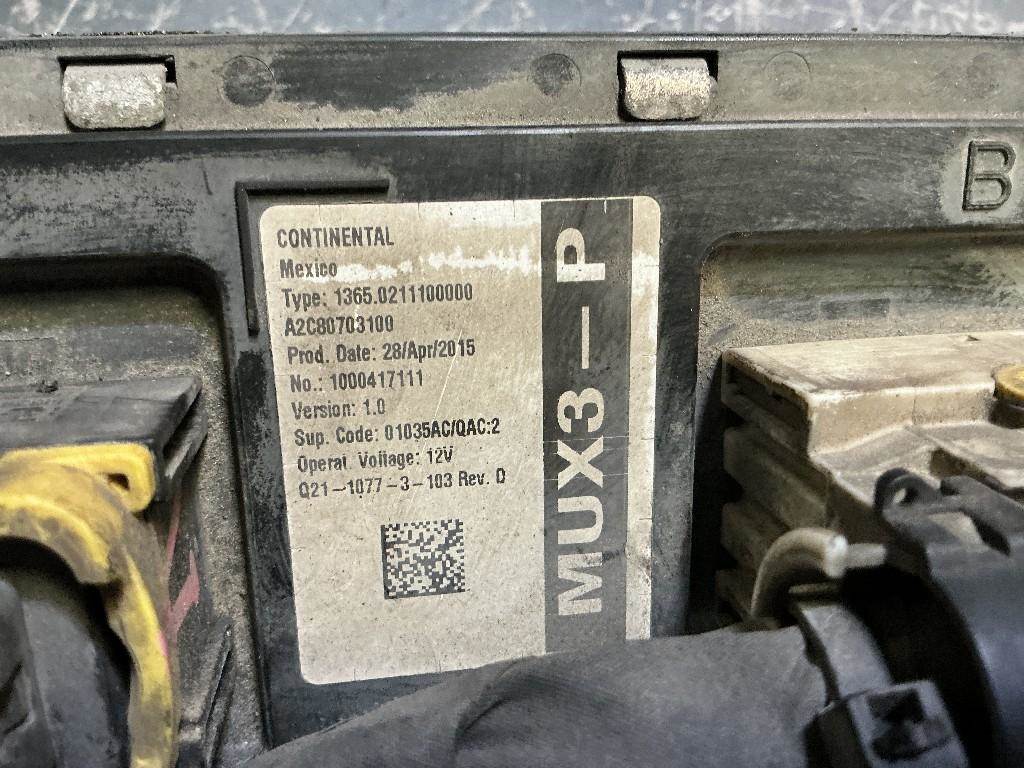 CONTINENTAL
Mexico
Type: 1365.0211100000
A2C80703100
Prod. Date: 28/Apr/2015
No.: 1000417111
Version: 1.0
Sup. Code: 01035AC/QAC:2
Operat. Voltage: 12V
Q21-1077-3-103 Rev. D
MUX3-P
B